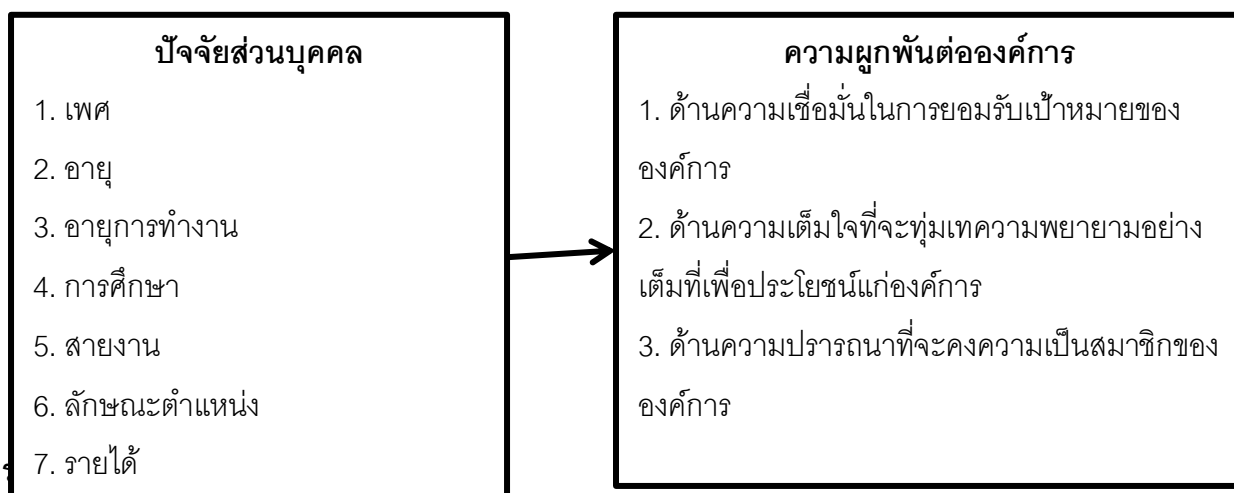 ปัจจัยส่วนบุคคล
1. เพศ
2. อายุ
3. อายุการทำงาน
4. การศึกษา
5. สายงาน
6. ลักษณะตำแหน่ง
7. รายได้
ความผูกพันต่อองค์การ
1. ด้านความเชื่อมั่นในการยอมรับเป้าหมายของ
องค์การ
2. ด้านความเต็มใจที่จะทุ่มเทความพยายามอย่าง
เต็มที่เพื่อประโยชน์แก่องค์การ
3. ด้านความปรารถนาที่จะคงความเป็นสมาชิกของ
องค์การ